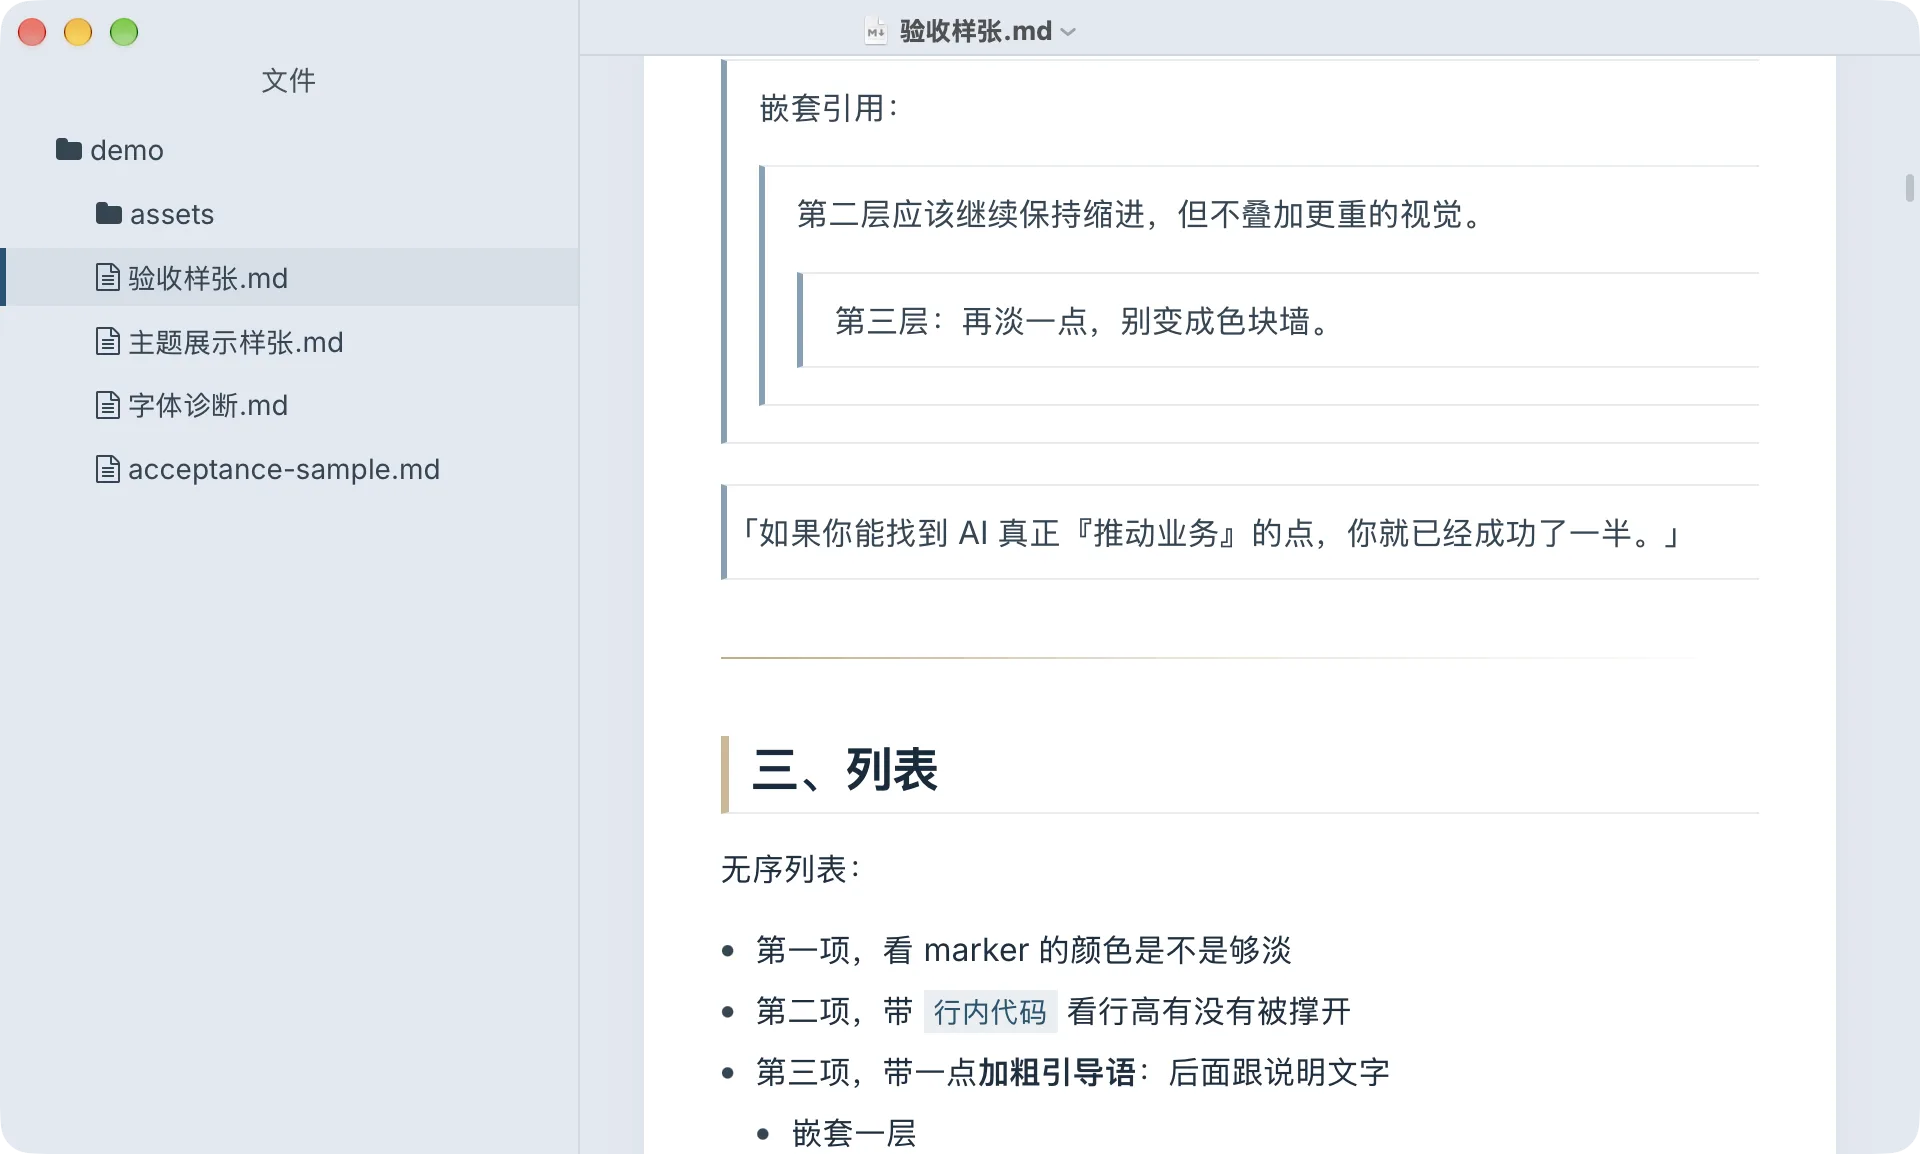 验收样张.md
文件
demo
assets
验收样张.md
主题展示样张.md
字体诊断.md
acceptance-sample.md
嵌套引用：
第二层应该继续保持缩进，但不叠加更重的视觉。
第三层：再淡一点，别变成色块墙。
「如果你能找到 AI 真正『推动业务』的点，你就已经成功了一半。」
三、列表
无序列表：
第一项，看 marker 的颜色是不是够淡
第二项，带 行内代码 看行高有没有被撑开
第三项，带一点加粗引导语：后面跟说明文字
嵌套一层